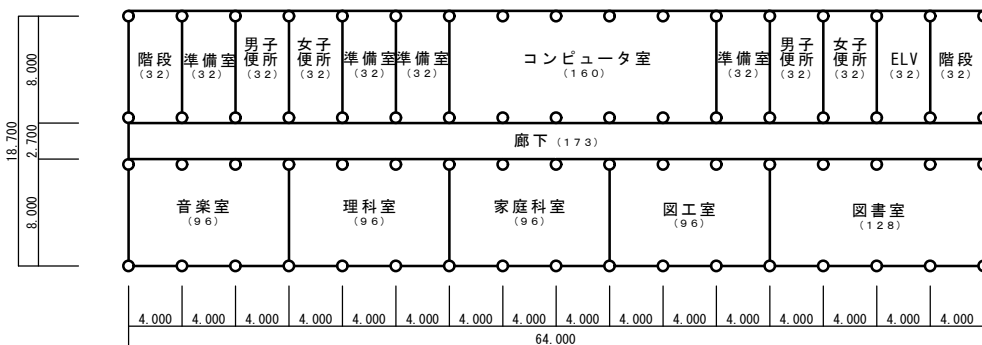 階段
(32)
準備室
(32)
男子
便所
(32)
女子
便所
(32)
準備室
(32)
準備室
(32)
コンピュータ室
(160)
準備室
(32)
男子
便所
(32)
女子
便所
(32)
ELV
(32)
階段
(32)
廊下(173)
音楽室
(96)
理科室
(96)
家庭科室
(96)
図工室
(96)
図書室
(128)
8.000
2.700
8.000
18.700
4.000 4.000 4.000 4.000 4.000 4.000 4.000 4.000 4.000 4.000 4.000 4.000 4.000 4.000 4.000 4.000
64.000